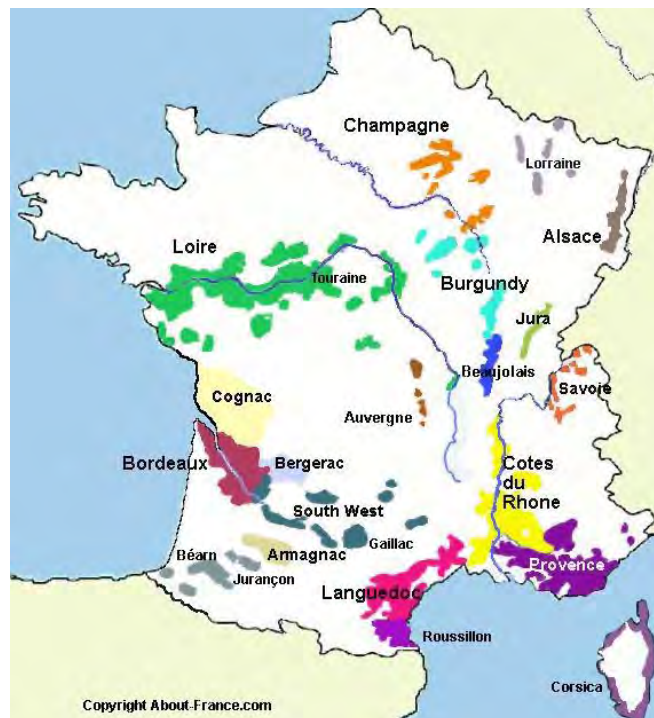 Champagne
Lorraine
Alsace
Loire
Touraine
Burgundy
Jura
Beaujolais
Savoie
Cognac
Auvergne
Bordeaux
Bergerac
Cotes
du
Rhone
South West
Gaillac
Armagnac
Béarn
Jurançon
Provence
Languedoc
Roussillon
Corsica
Copyright About-France.com